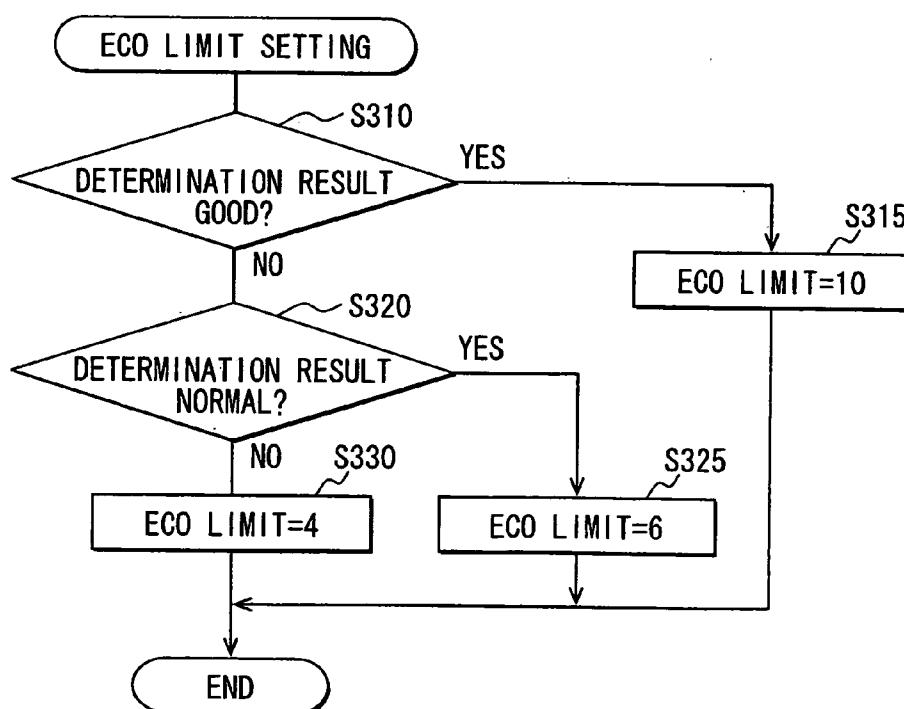 ECO LIMIT SETTING
S310
DETERMINATION RESULT
GOOD?
YES
NO
S315
ECO LIMIT=10
S320
DETERMINATION RESULT
NORMAL?
YES
NO
S330
ECO LIMIT=4
S325
ECO LIMIT=6
END